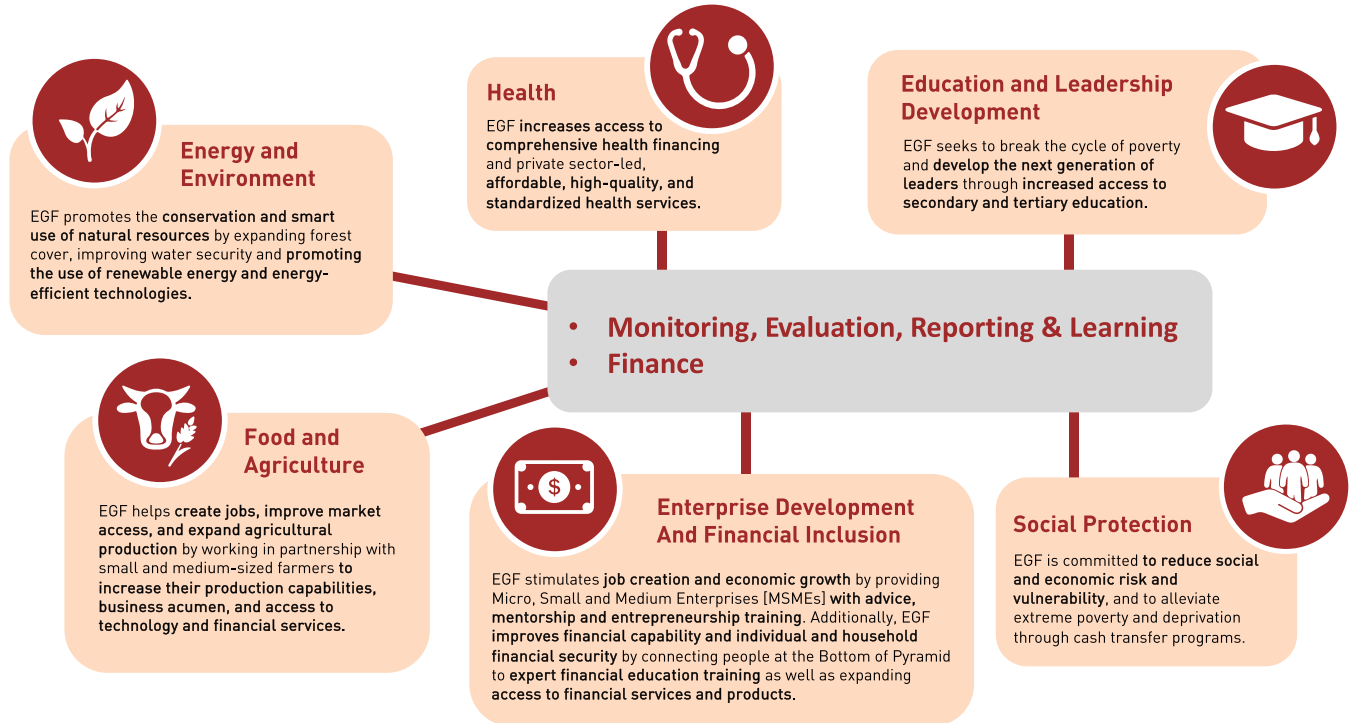 Health
EGF increases access to
comprehensive health financing
and private sector-led,
affordable, high-quality, and
standardized health services.
Education and Leadership
Development
EGF seeks to break the cycle of poverty
and develop the next generation of
leaders through increased access to
secondary and tertiary education.
Energy and
Environment
EGF promotes the conservation and smart
use of natural resources by expanding forest
cover, improving water security and promoting
the use of renewable energy and energy-
efficient technologies.
• Monitoring, Evaluation, Reporting & Learning
• Finance
Food and
Agriculture
EGF helps create jobs, improve market
access, and expand agricultural
production by working in partnership with
small and medium-sized farmers to
increase their production capabilities,
business acumen, and access to
technology and financial services.
$
Enterprise Development
And Financial Inclusion
EGF stimulates job creation and economic growth by providing
Micro, Small and Medium Enterprises [MSMEs] with advice,
mentorship and entrepreneurship training. Additionally, EGF
improves financial capability and individual and household
financial security by connecting people at the Bottom of Pyramid
to expert financial education training as well as expanding
access to financial services and products.
Social Protection
EGF is committed to reduce social
and economic risk and
vulnerability, and to alleviate
extreme poverty and deprivation
through cash transfer programs.